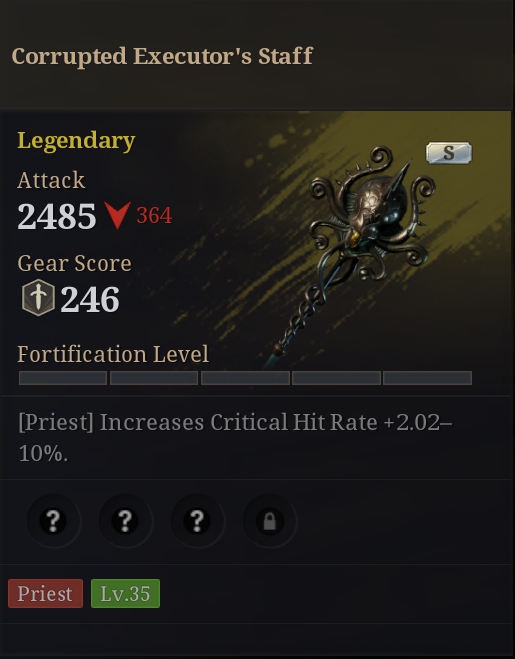 Corrupted Executor's Staff
Legendary
S
Attack
2485 364
Gear Score
246
Fortification Level
[Priest] Increases Critical Hit Rate +2.02–
10%.
? ? ?
Priest Lv.35